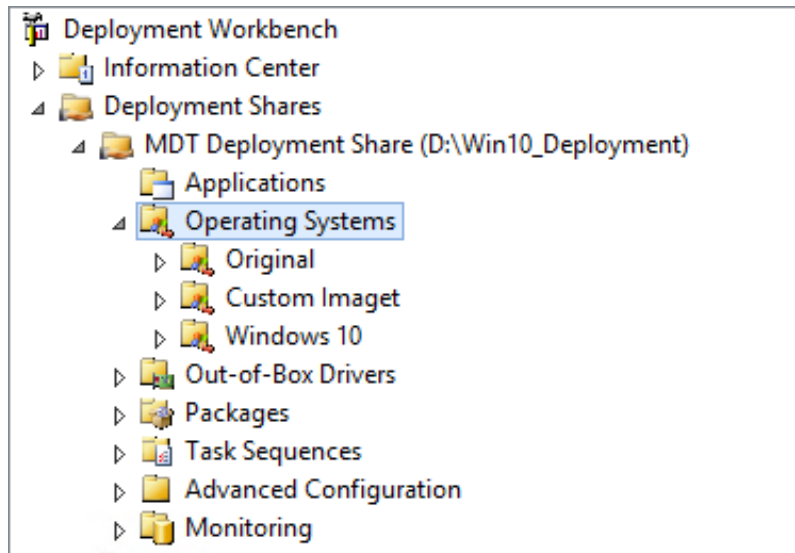 Deployment Workbench
Information Center
Deployment Shares
MDT Deployment Share (D:\Win10_Deployment)
Applications
Operating Systems
Original
Custom Imaget
Windows 10
Out-of-Box Drivers
Packages
Task Sequences
Advanced Configuration
Monitoring